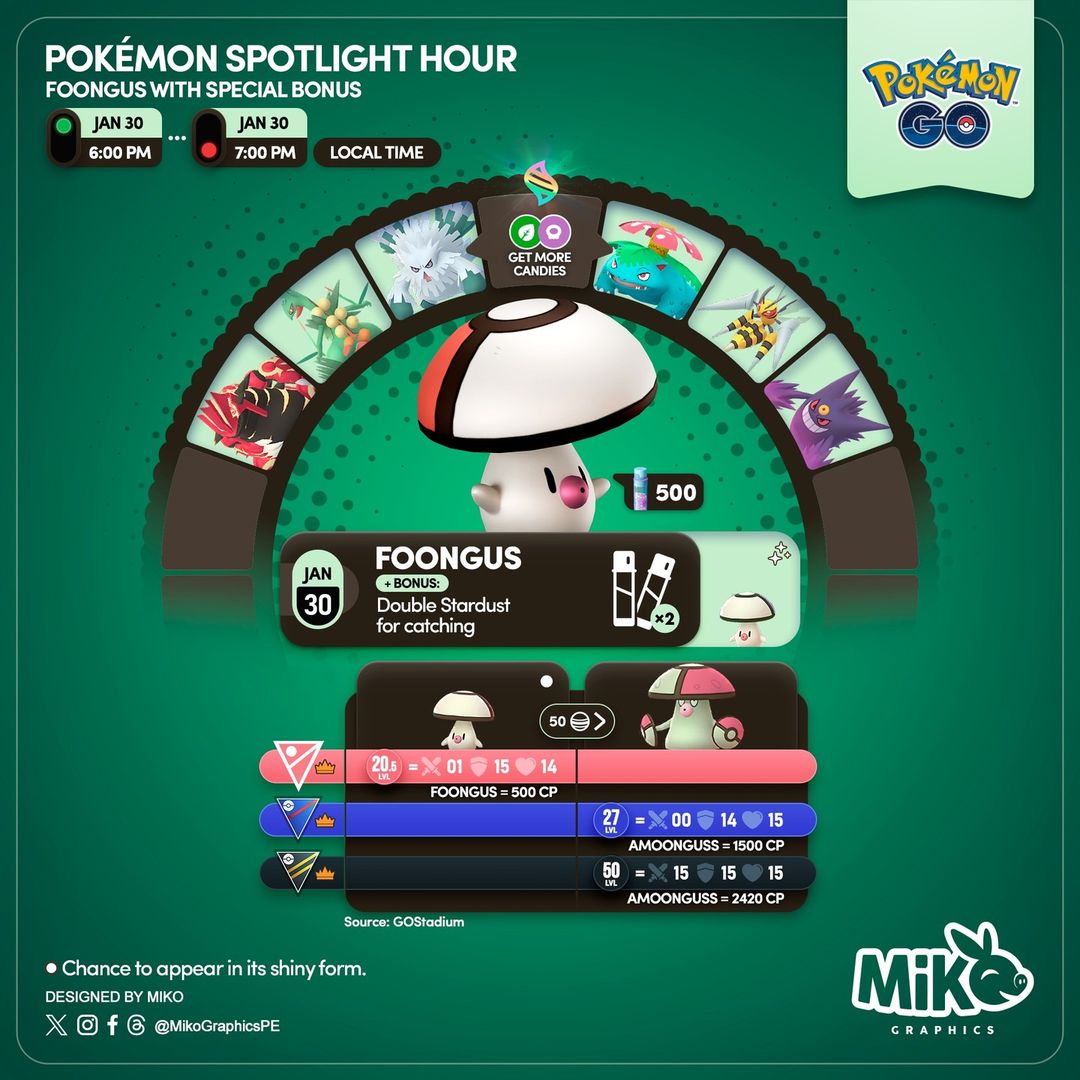 POKÉMON SPOTLIGHT HOUR
FOONGUS WITH SPECIAL BONUS
JAN 30
6:00 PM
...
JAN 30
7:00 PM
LOCAL TIME
POKÉMON
GO
GET MORE
CANDIES
500
JAN
30
FOONGUS
+ BONUS:
Double Stardust
for catching
×2
50
20.5 LVL = 01 15 14
FOONGUS = 500 CP
27 LVL = 00 14 15
AMOONGUSS = 1500 CP
50 LVL = 15 15 15
AMOONGUSS = 2420 CP
Source: GOStadium
Chance to appear in its shiny form.
DESIGNED BY MIKO
@MikoGraphicsPE
MiKO
GRAPHICS